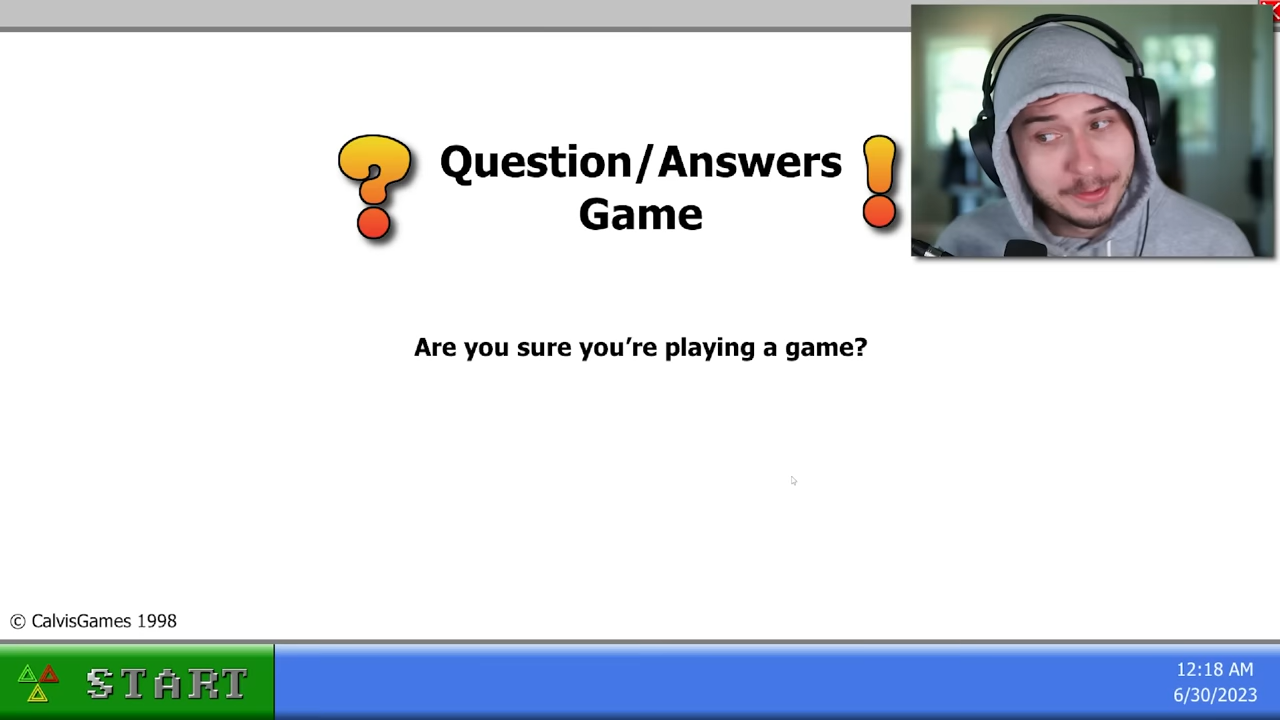 Question/Answers
Game
Are you sure you’re playing a game?
© CalvisGames 1998
START
12:18 AM
6/30/2023